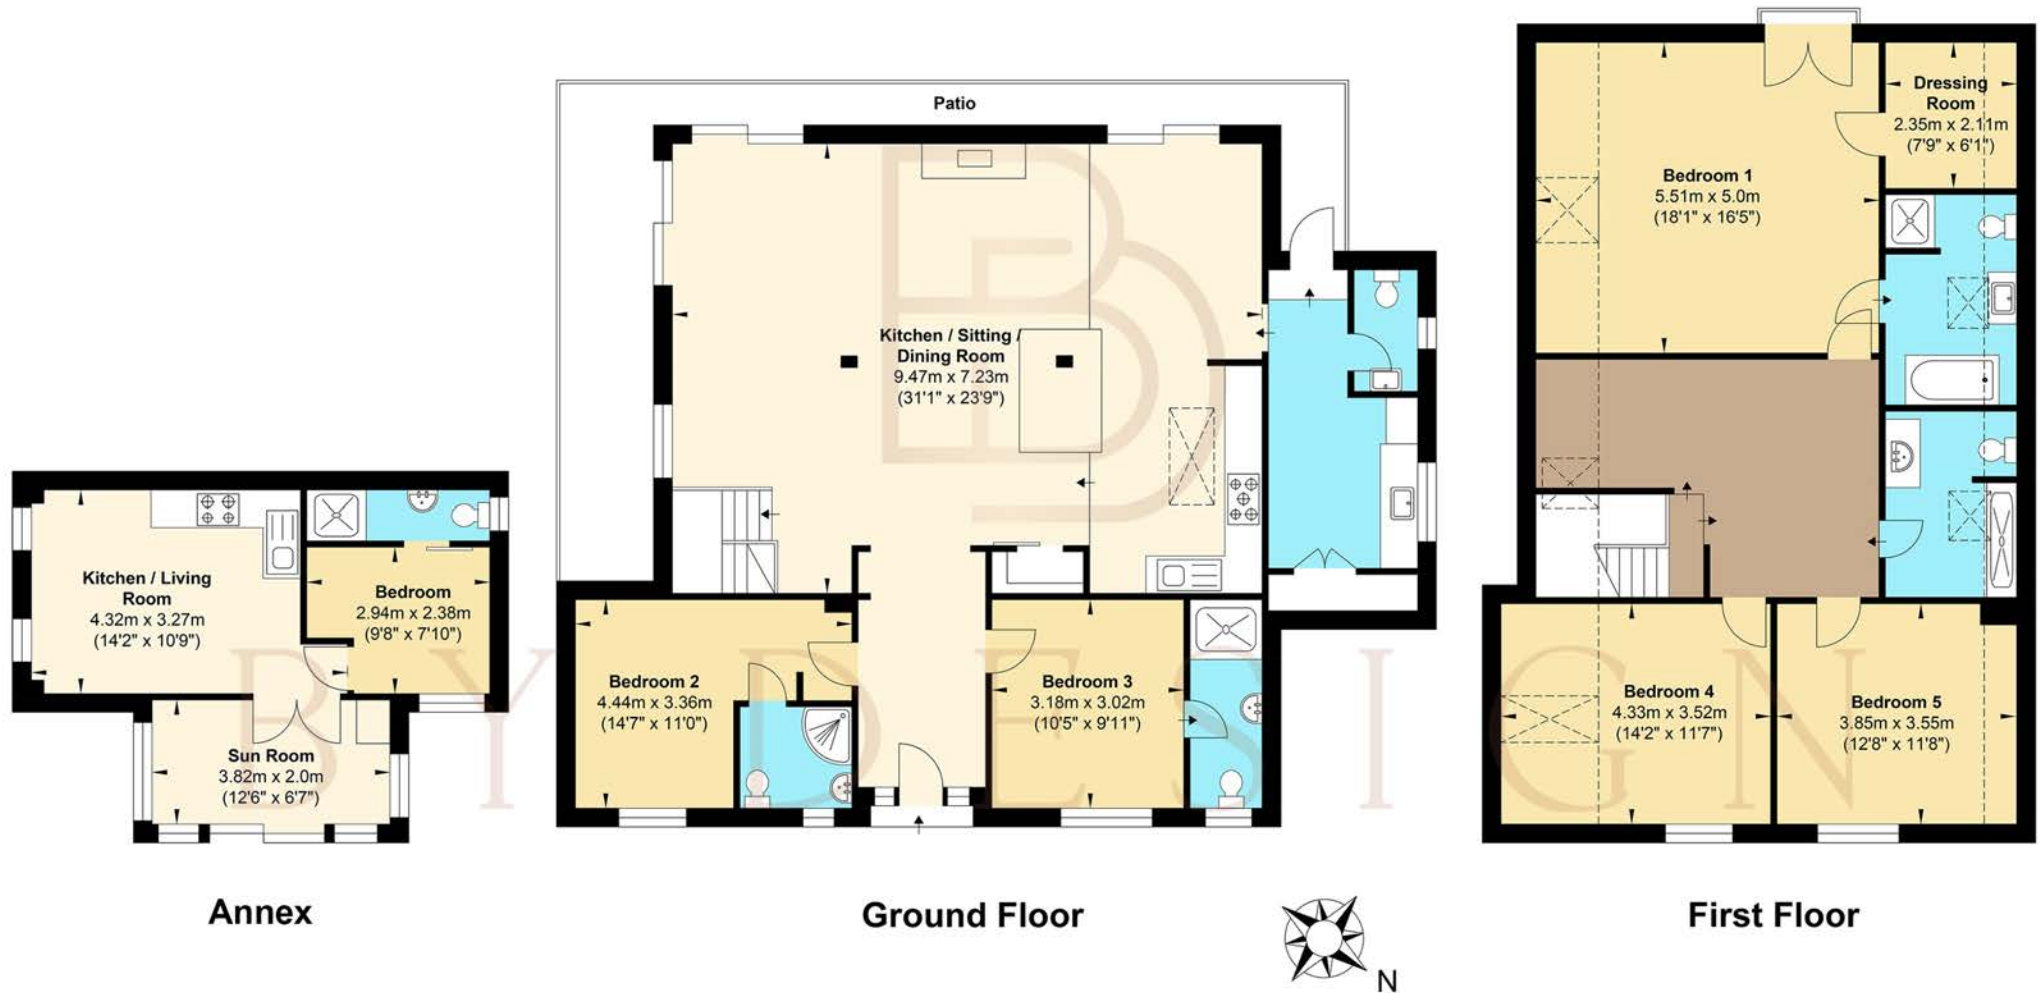 Patio
Kitchen / Sitting /
Dining Room
9.47m x 7.23m
(31'1" x 23'9")
Bedroom 2
4.44m x 3.36m
(14'7" x 11'0")
Bedroom 3
3.18m x 3.02m
(10'5" x 9'11")
Kitchen / Living
Room
4.32m x 3.27m
(14'2" x 10'9")
Bedroom
2.94m x 2.38m
(9'8" x 7'10")
Sun Room
3.82m x 2.0m
(12'6" x 6'7")
Dressing
Room
2.35m x 2.11m
(7'9" x 6'1")
Bedroom 1
5.51m x 5.0m
(18'1" x 16'5")
Bedroom 4
4.33m x 3.52m
(14'2" x 11'7")
Bedroom 5
3.85m x 3.55m
(12'8" x 11'8")
BD
BY DESIGN
Annex
Ground Floor
First Floor
N